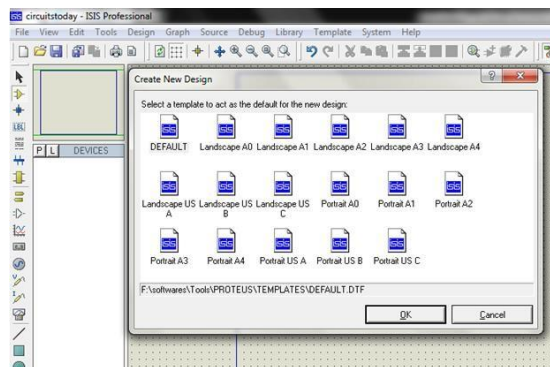 circuitstoday - ISIS Professional
File View Edit Tools Design Graph Source Debug Library Template System Help
Create New Design
Select a template to act as the default for the new design:
DEFAULT Landscape A0 Landscape A1 Landscape A2 Landscape A3 Landscape A4
Landscape US A Landscape US B Landscape US C Portrait A0 Portrait A1 Portrait A2
Portrait A3 Portrait A4 Portrait US A Portrait US B Portrait US C
F:\softwares\Tools\PROTEUS\TEMPLATES\DEFAULT.DTF
OK Cancel
P L DEVICES
LBL